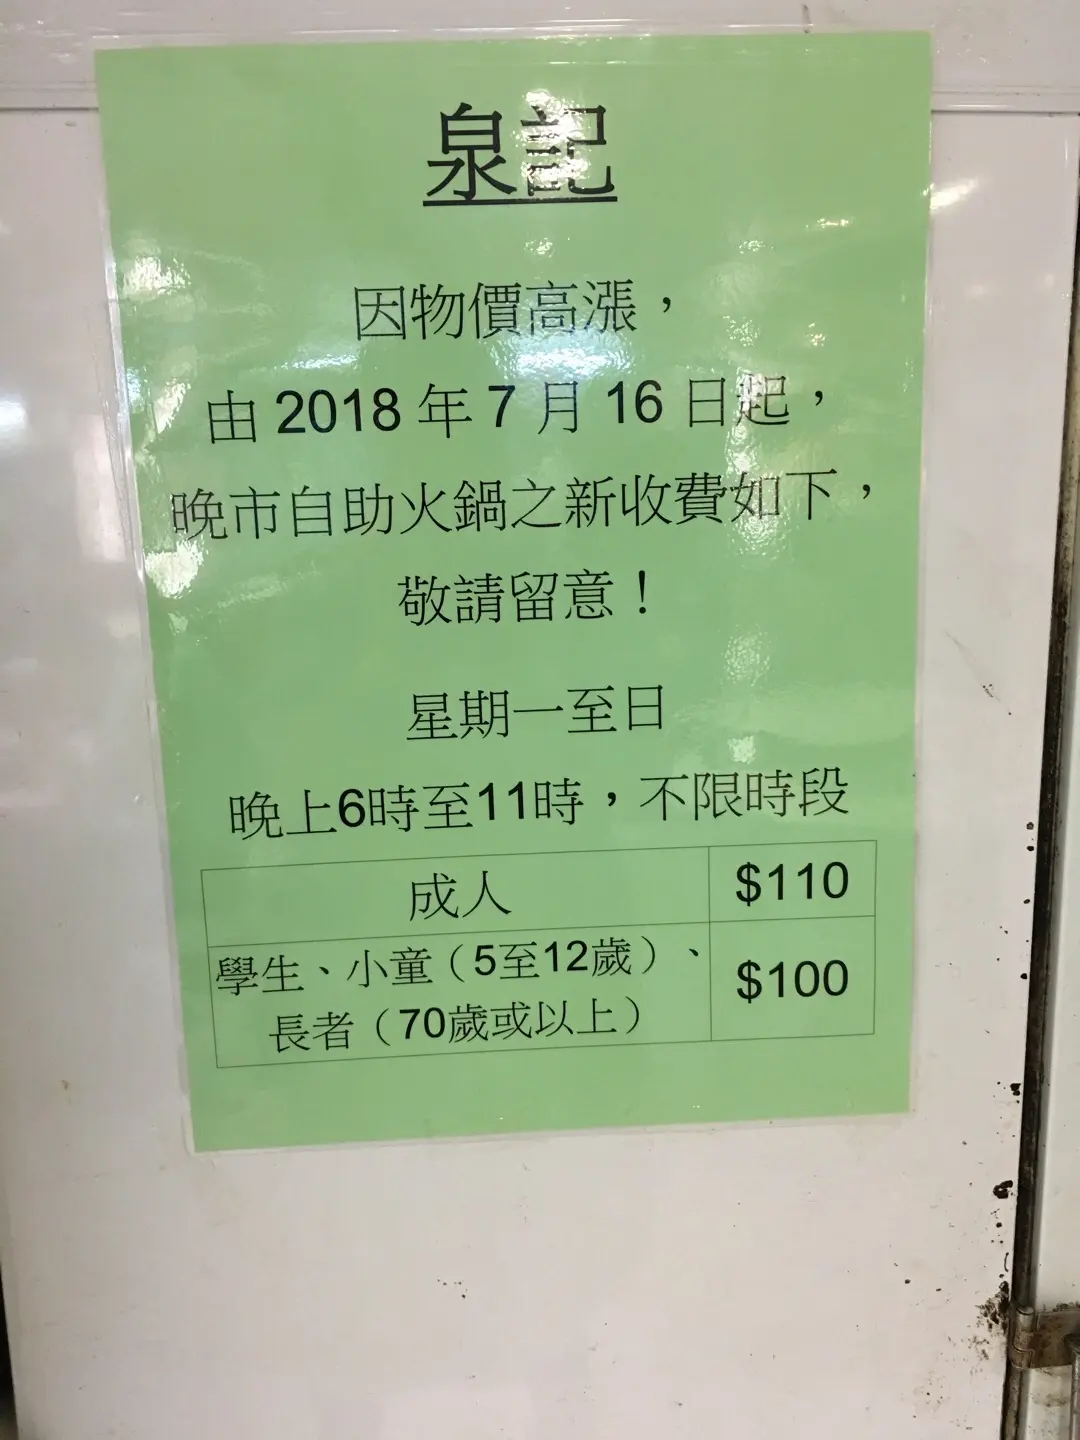 泉記
因物價高漲，
由 2018 年 7 月 16 日起，
晚市自助火鍋之新收費如下，
敬請留意！
星期一至日
晚上6時至11時，不限時段
成人 $110
學生、小童（5至12歲）、
長者（70歲或以上） $100